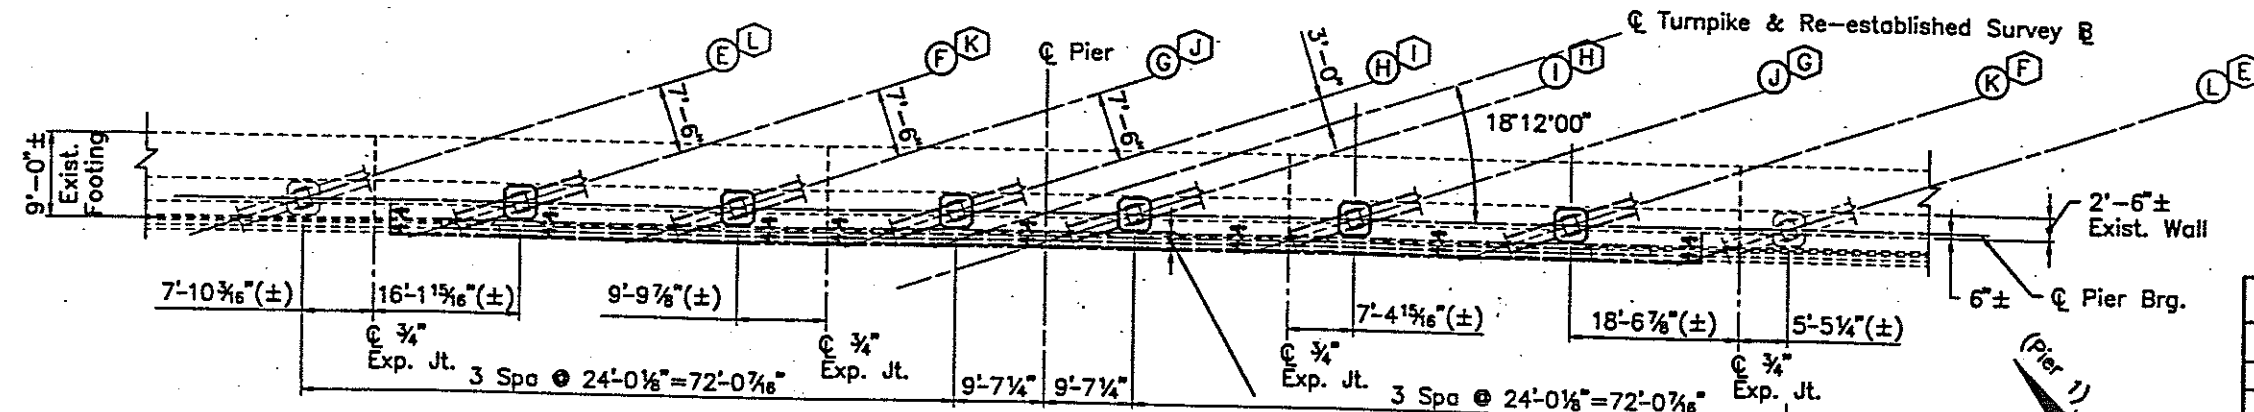 ℄ Turnpike & Re-established Survey ℄
E L
F K
℄ Pier
G J
3'-0"
H I
I H
J G
K F
L E
7'-6"
7'-6"
7'-6"
18°12'00"
9'-0"±
Exist.
Footing
2'-6"±
Exist. Wall
6"±
℄ Pier Brg.
7'-10 3/16"(±)
16'-1 15/16"(±)
9'-9 7/8"(±)
7'-4 15/16"(±)
18'-6 7/8"(±)
5'-5 1/4"(±)
℄ 3/4"
Exp. Jt.
℄ 3/4"
Exp. Jt.
℄ 3/4"
Exp. Jt.
℄ 3/4"
Exp. Jt.
3 Spa @ 24'-0 1/8"=72'-0 7/16"
9'-7 1/4"
9'-7 1/4"
3 Spa @ 24'-0 1/8"=72'-0 7/16"
(Pier 1)